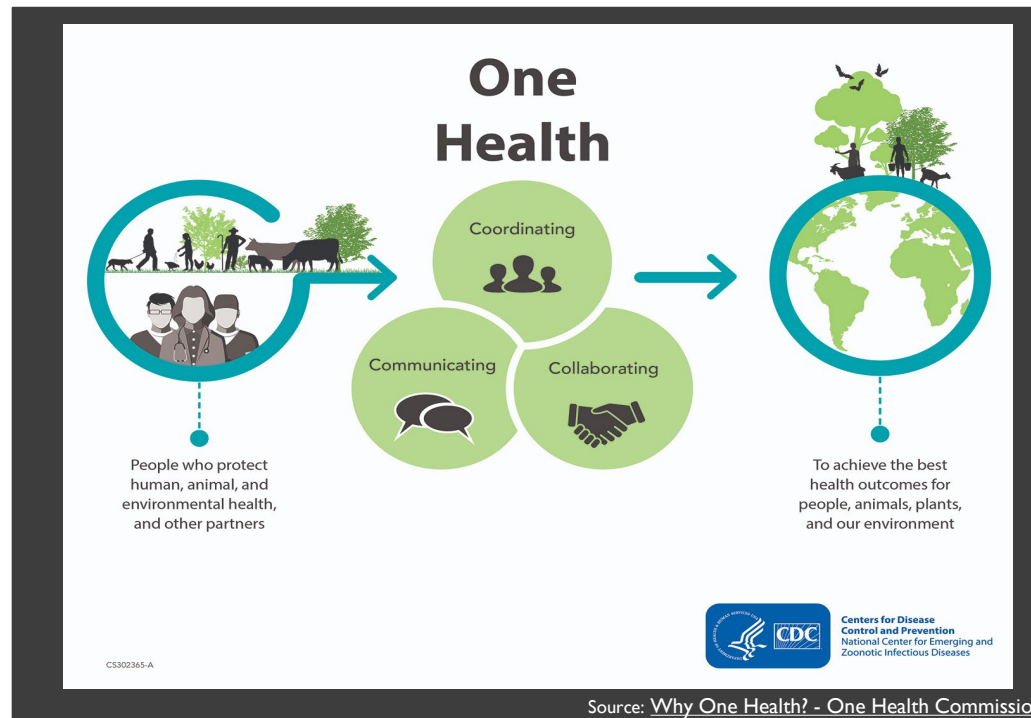 One
Health
Coordinating
Communicating
Collaborating
People who protect
human, animal, and
environmental health,
and other partners
To achieve the best
health outcomes for
people, animals, plants,
and our environment
CDC
Centers for Disease
Control and Prevention
National Center for Emerging and
Zoonotic Infectious Diseases
CS302365-A
Source: Why One Health? - One Health Commissio